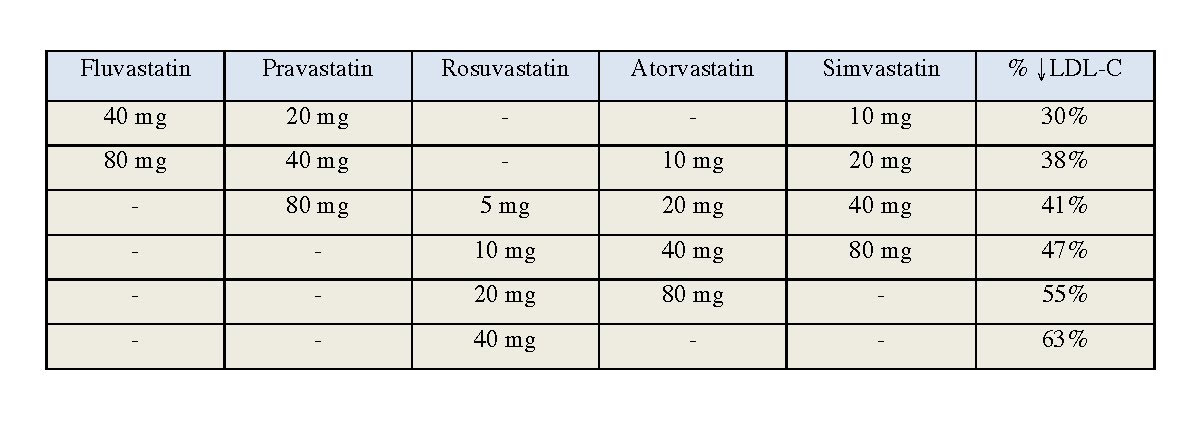 Fluvastatin Pravastatin Rosuvastatin Atorvastatin Simvastatin % ↓LDL-C
40 mg 20 mg - - 10 mg 30%
80 mg 40 mg - 10 mg 20 mg 38%
- 80 mg 5 mg 20 mg 40 mg 41%
- - 10 mg 40 mg 80 mg 47%
- - 20 mg 80 mg - 55%
- - 40 mg - - 63%